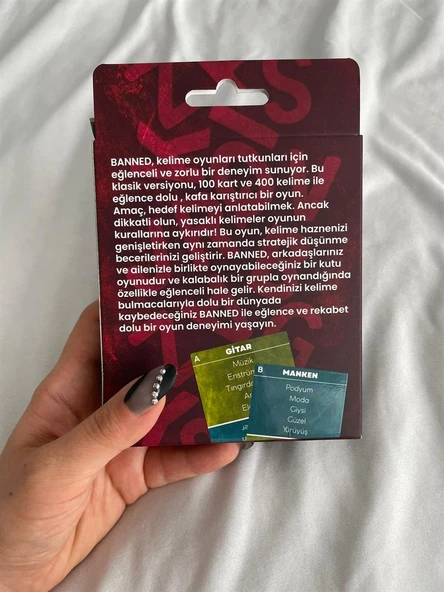 BANNED, kelime oyunları tutkunları için
eğlenceli ve zorlu bir deneyim sunuyor. Bu
klasik versiyonu, 100 kart ve 400 kelime ile
eğlence dolu , kafa karıştırıcı bir oyun.
Amaç, hedef kelimeyi anlatabilmek. Ancak
dikkatli olun, yasaklı kelimeler oyunun
kurallarına aykırıdır! Bu oyun, kelime haznenizi
genişletirken aynı zamanda stratejik düşünme
becerilerinizi geliştirir. BANNED, arkadaşlarınız
ve ailenizle birlikte oynayabileceğiniz bir kutu
oyunudur ve kalabalık bir grupla oynandığında
özellikle eğlenceli hale gelir. Kendinizi kelime
bulmacalarıyla dolu bir dünyada
kaybedeceğiniz BANNED ile eğlence ve rekabet
dolu bir oyun deneyimi yaşayın.
A GİTAR
Müzik
B MANKEN
Podyum
Moda
Giysi
Güzel
Yürüyüş